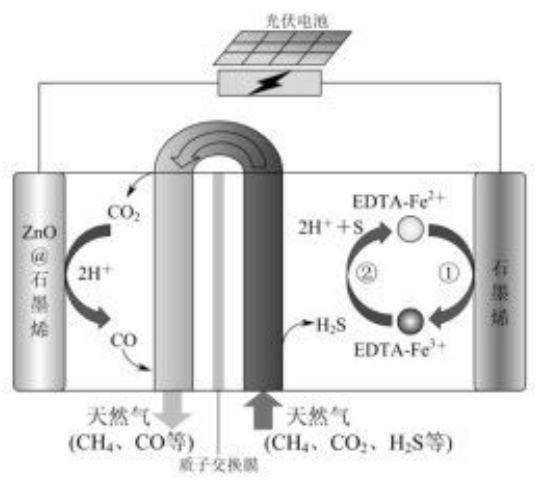 光伏电池
ZnO
@
石
墨
烯
CO₂
2H⁺
CO
EDTA-Fe²⁺
2H⁺+S
②
①
H₂S
EDTA-Fe³⁺
石
墨
烯
天然气
(CH₄、CO等)
天然气
(CH₄、CO₂、H₂S等)
质子交换膜